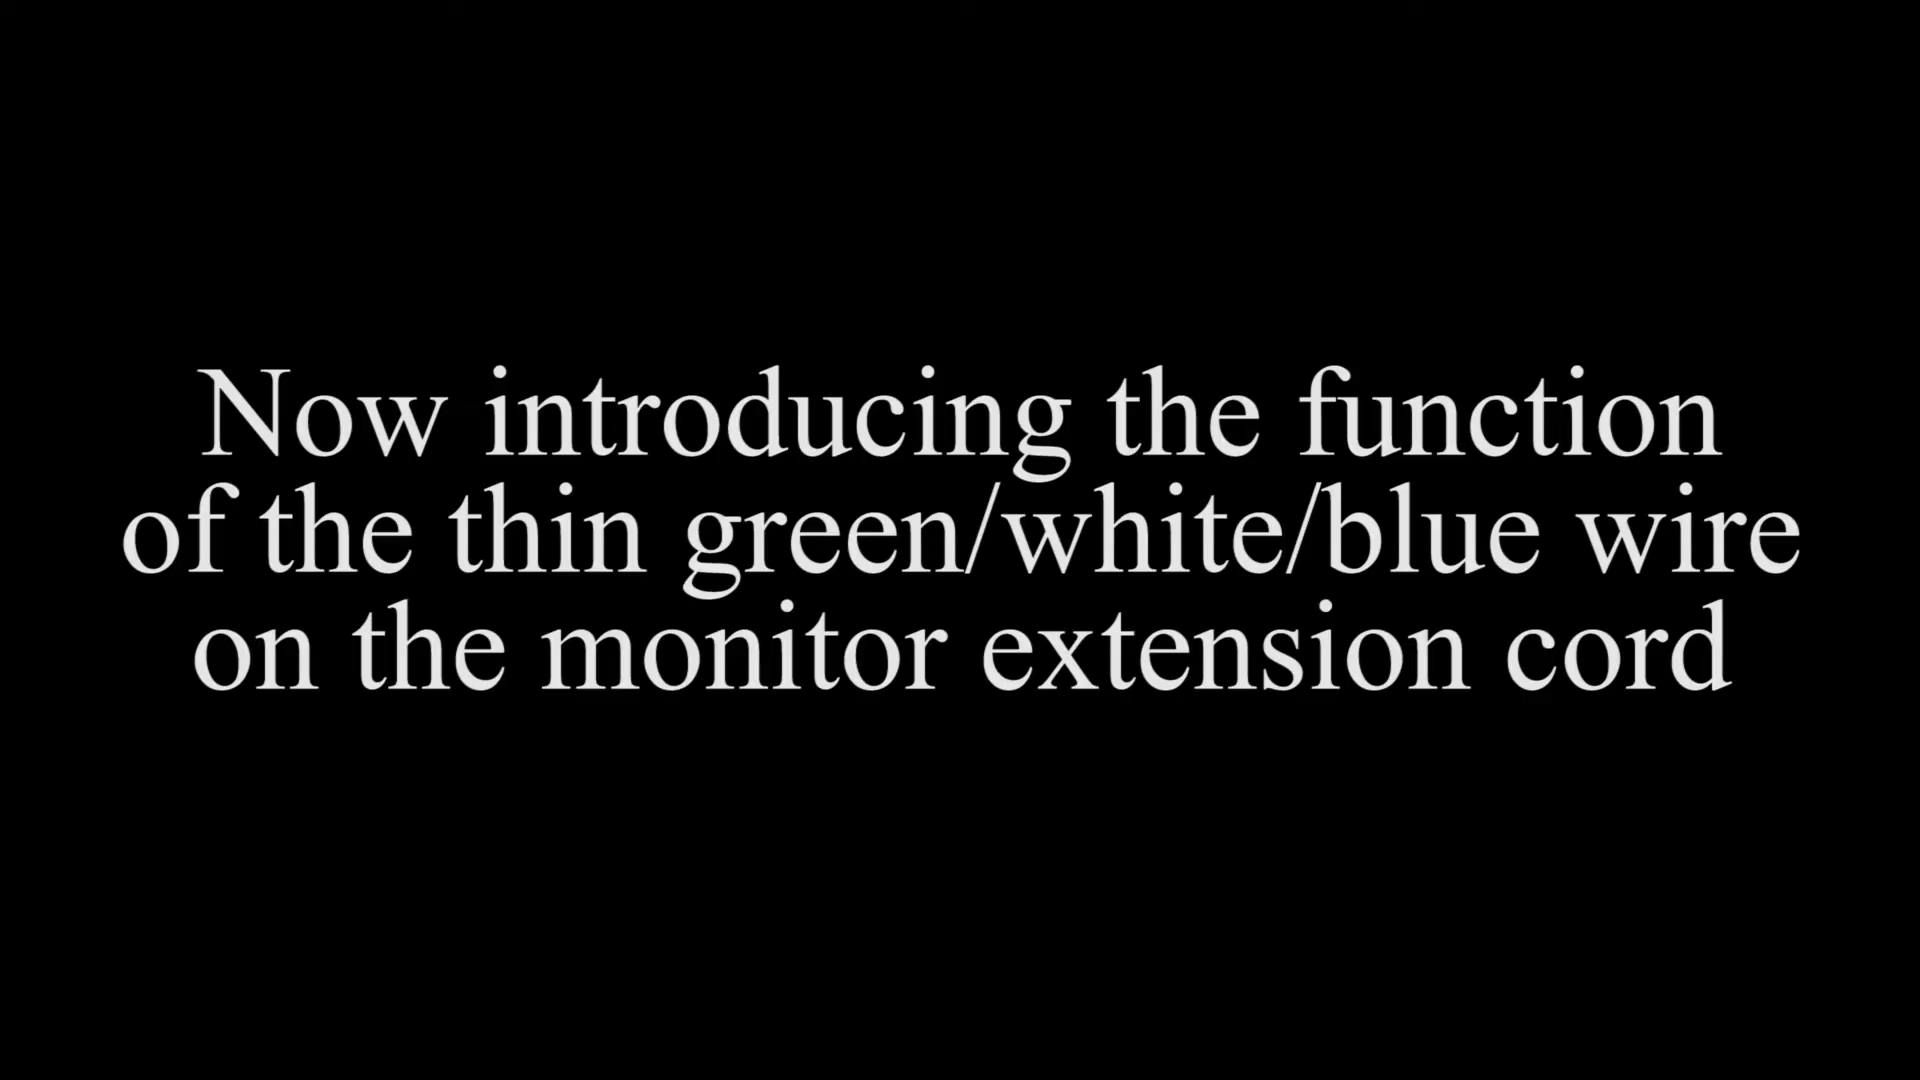 Now introducing the function
of the thin green/white/blue wire
on the monitor extension cord